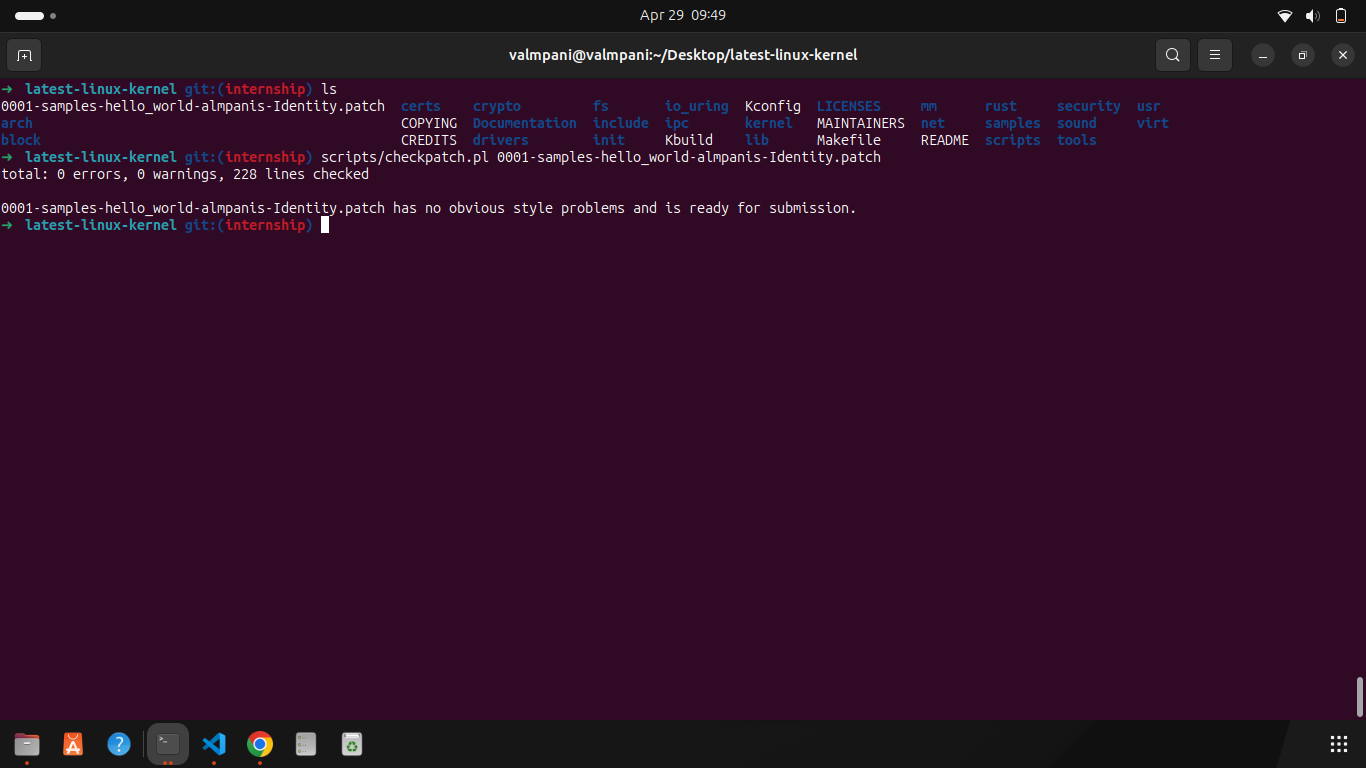 Apr 29 09:49
valmpani@valmpani:~/Desktop/latest-linux-kernel
➜ latest-linux-kernel git:(internship) ls
0001-samples-hello_world-almpanis-Identity.patch certs crypto fs io_uring Kconfig LICENSES mm rust security usr
arch COPYING Documentation include ipc kernel MAINTAINERS net samples sound virt
block CREDITS drivers init Kbuild lib Makefile README scripts tools
➜ latest-linux-kernel git:(internship) scripts/checkpatch.pl 0001-samples-hello_world-almpanis-Identity.patch
total: 0 errors, 0 warnings, 228 lines checked
0001-samples-hello_world-almpanis-Identity.patch has no obvious style problems and is ready for submission.
➜ latest-linux-kernel git:(internship)